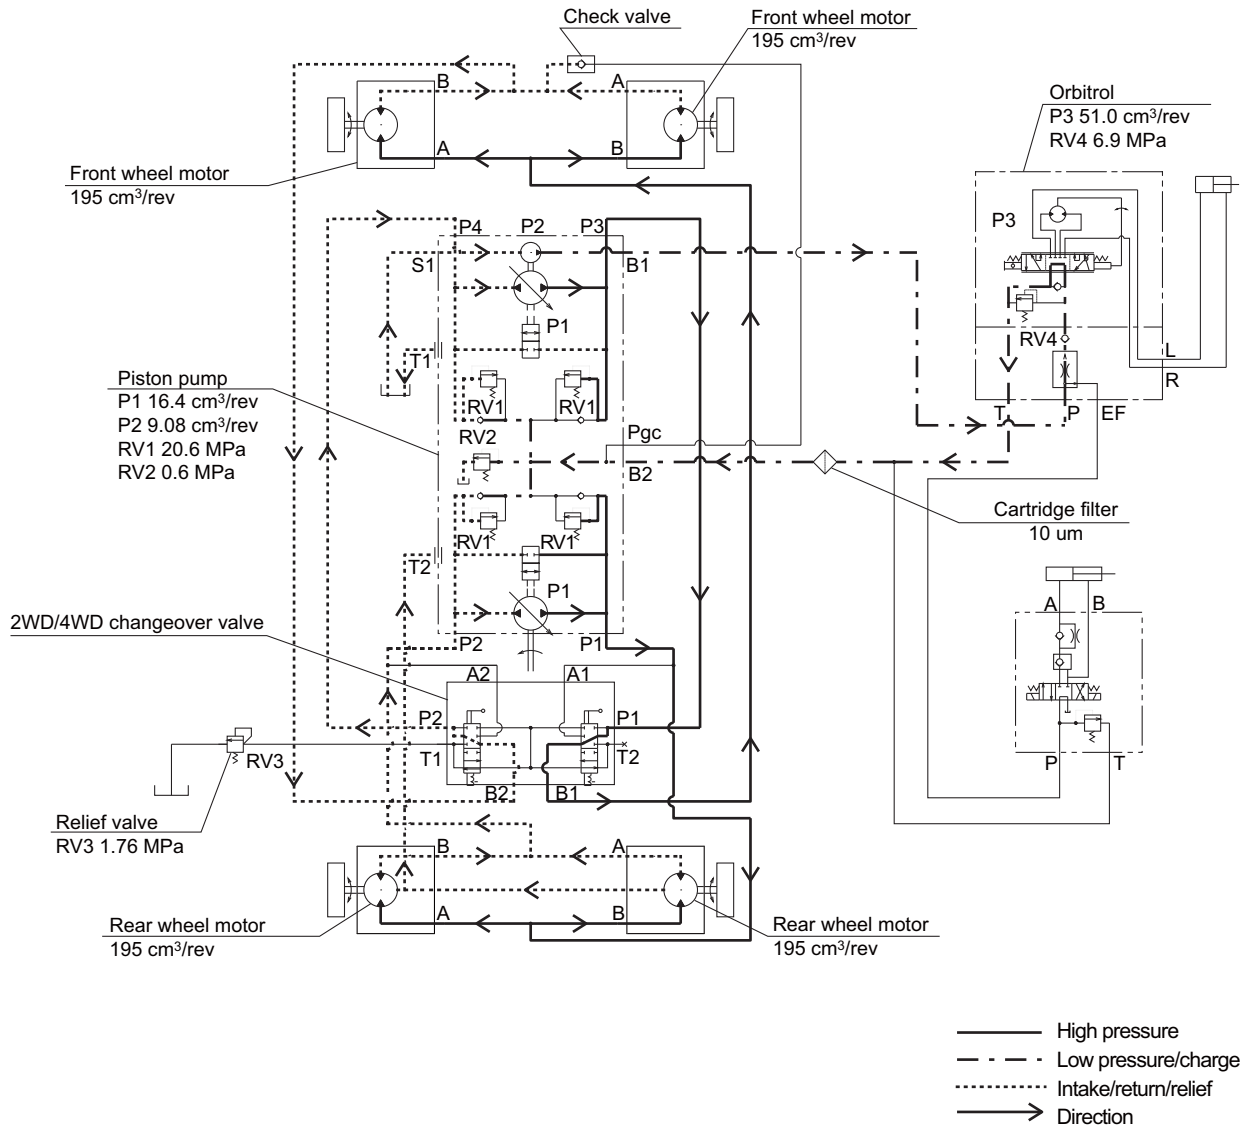 Check valve
Front wheel motor
195 cm³/rev
B
A
Orbitrol
P3 51.0 cm³/rev
RV4 6.9 MPa
A
B
Front wheel motor
195 cm³/rev
P4
P2
P3
P3
S1
B1
P1
T1
RV4
L
R
Piston pump
P1 16.4 cm³/rev
P2 9.08 cm³/rev
RV1 20.6 MPa
RV2 0.6 MPa
RV1
RV1
T
P
EF
RV2
Pgc
B2
Cartridge filter
10 um
RV1
RV1
T2
P1
A
B
2WD/4WD changeover valve
P2
P1
A2
A1
P2
P1
T1
T2
RV3
B2
B1
P
T
Relief valve
RV3 1.76 MPa
B
A
A
B
Rear wheel motor
195 cm³/rev
Rear wheel motor
195 cm³/rev
High pressure
Low pressure/charge
Intake/return/relief
Direction